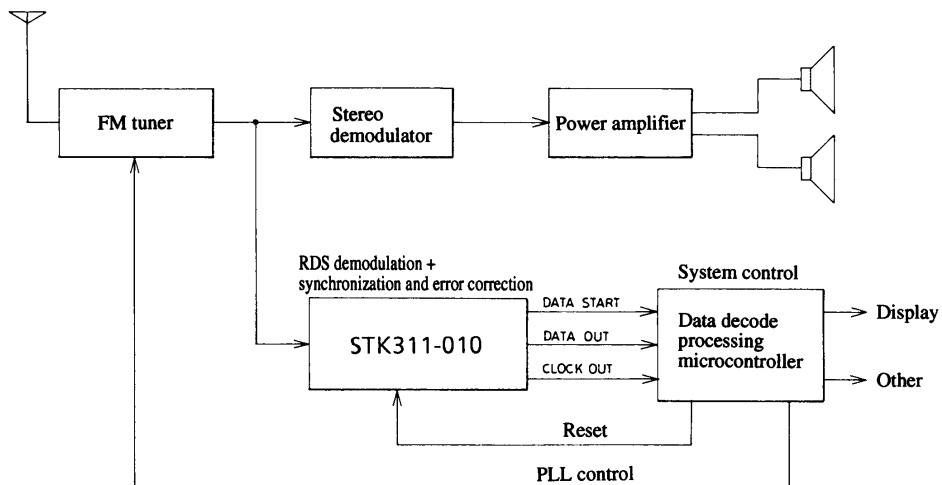 FM tuner
Stereo
demodulator
Power amplifier
RDS demodulation +
synchronization and error correction
System control
STK311-010
DATA START
DATA OUT
CLOCK OUT
Data decode
processing
microcontroller
Display
Other
Reset
PLL control